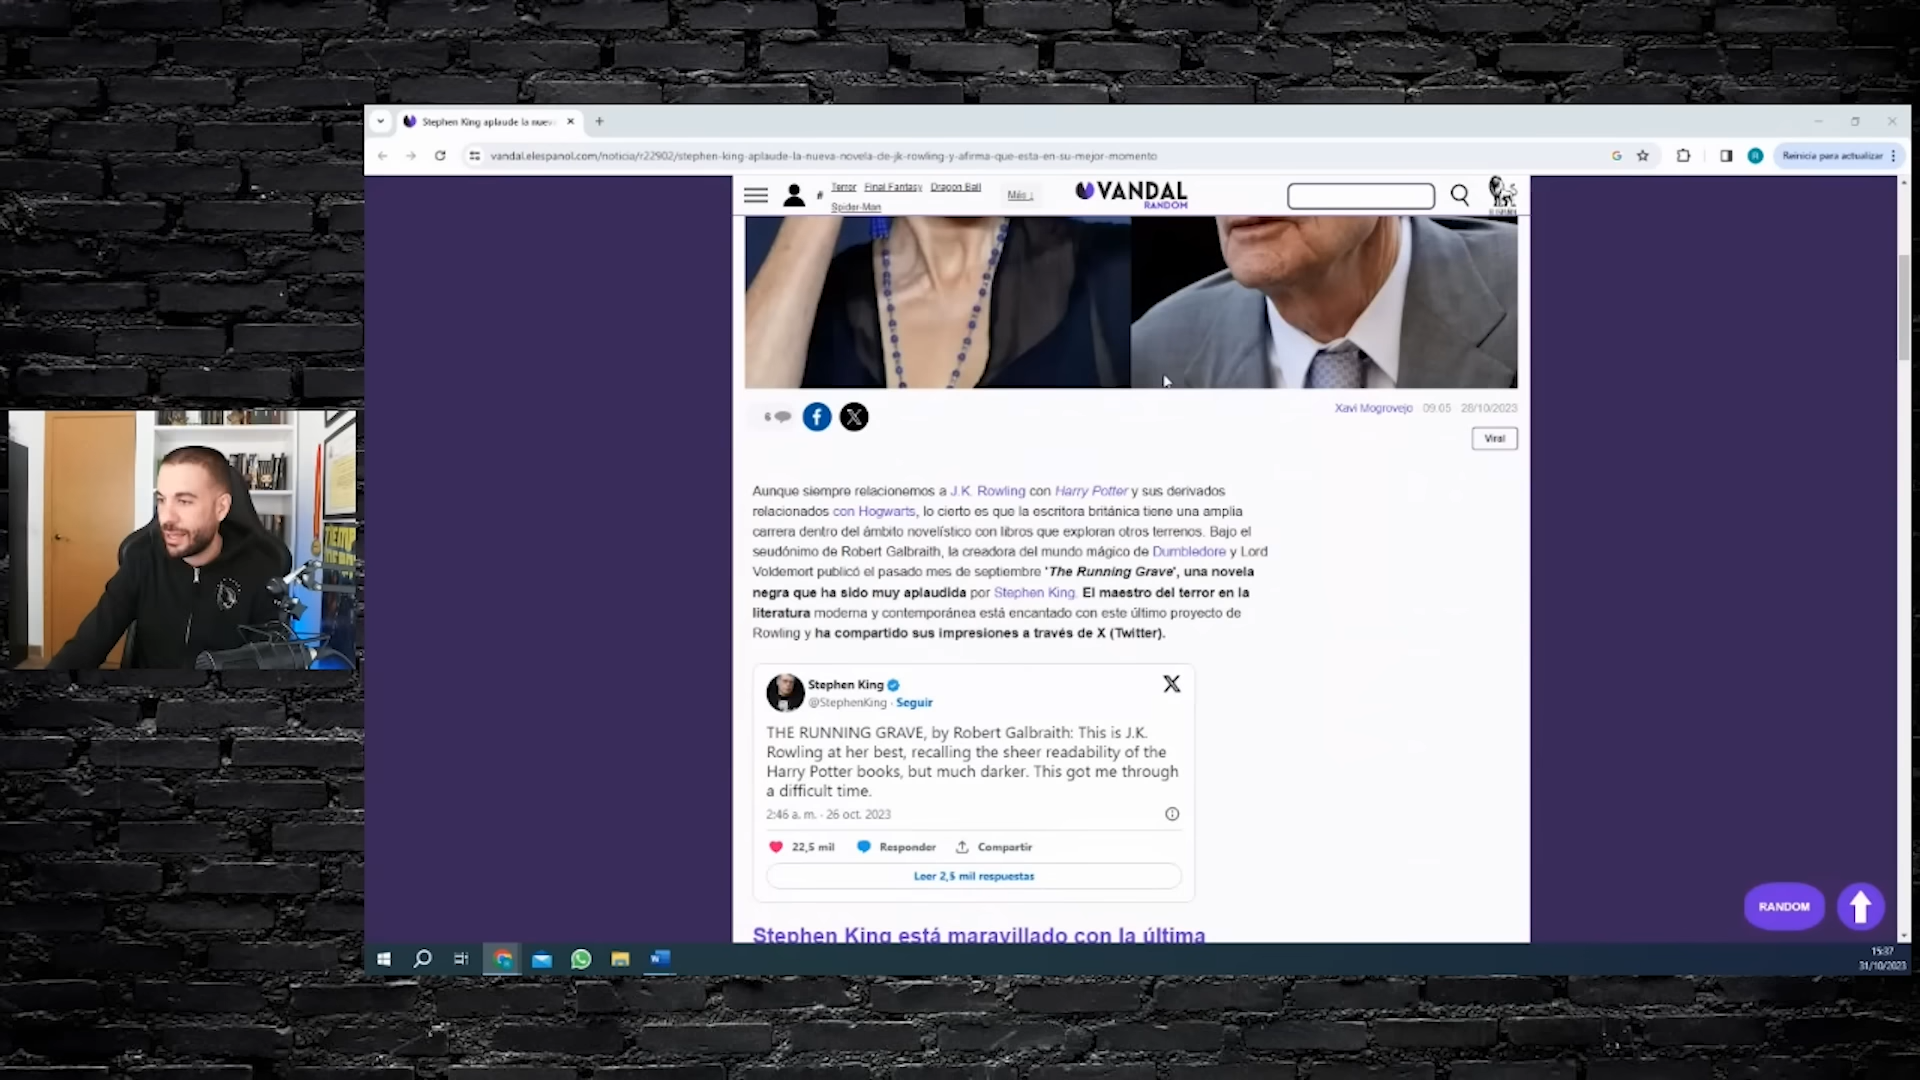 Stephen King aplaude la nuev
vandal.elespanol.com/noticia/r22902/stephen-king-aplaude-la-nueva-novela-de-jk-rowling-y-afirma-que-esta-en-su-mejor-momento
Reinicia para actualizar
# Terror Final Fantasy Dragon Ball
Spider-Man
Más
VANDAL
RANDOM
6
Xavi Mogrovejo 09:05 28/10/2023
Viral
Aunque siempre relacionemos a J.K. Rowling con Harry Potter y sus derivados
relacionados con Hogwarts, lo cierto es que la escritora británica tiene una amplia
carrera dentro del ámbito novelístico con libros que exploran otros terrenos. Bajo el
seudónimo de Robert Galbraith, la creadora del mundo mágico de Dumbledore y Lord
Voldemort publicó el pasado mes de septiembre 'The Running Grave', una novela
negra que ha sido muy aplaudida por Stephen King. El maestro del terror en la
literatura moderna y contemporánea está encantado con este último proyecto de
Rowling y ha compartido sus impresiones a través de X (Twitter).
Stephen King
@StephenKing · Seguir
THE RUNNING GRAVE, by Robert Galbraith: This is J.K.
Rowling at her best, recalling the sheer readability of the
Harry Potter books, but much darker. This got me through
a difficult time.
2:46 a. m. · 26 oct. 2023
22,5 mil Responder Compartir
Leer 2,5 mil respuestas
Stephen King está maravillado con la última
RANDOM
15:37
31/10/2023